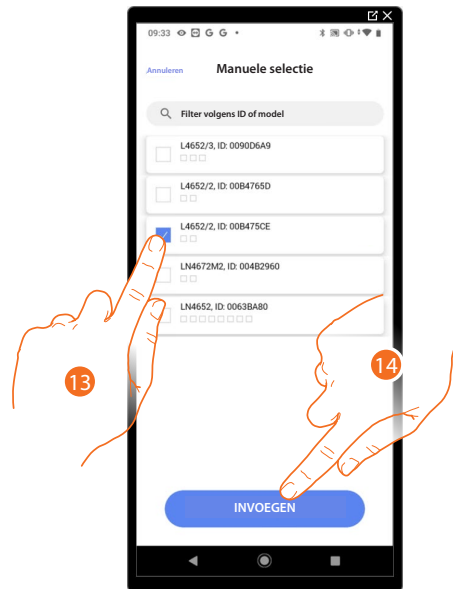 09:33 G G
Annuleren Manuele selectie
Filter volgens ID of model
L4652/3, ID: 0090D6A9
L4652/2, ID: 00B4765D
L4652/2, ID: 00B475CE
LN4672M2, ID: 004B2960
LN4652, ID: 0063BA80
13
14
INVOEGEN